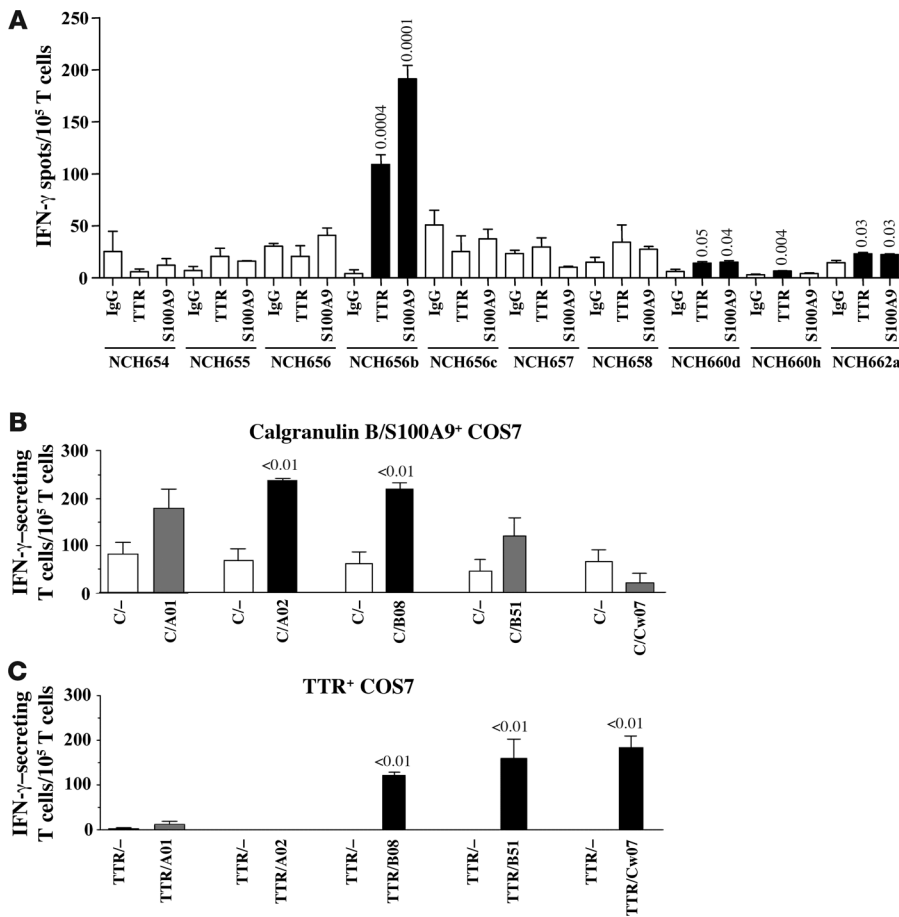 A
IFN-γ spots/10⁵ T cells
250
200
150
100
50
0
0.0004
0.0001
0.05
0.04
0.004
0.03
0.03
IgG TTR S100A9 IgG TTR S100A9 IgG TTR S100A9 IgG TTR S100A9 IgG TTR S100A9 IgG TTR S100A9 IgG TTR S100A9 IgG TTR S100A9 IgG TTR S100A9 IgG TTR S100A9
NCH654 NCH655 NCH656 NCH656b NCH656c NCH657 NCH658 NCH660d NCH660h NCH662a
B
Calgranulin B/S100A9⁺ COS7
IFN-γ–secreting
T cells/10⁵ T cells
300
200
100
0
<0.01 <0.01
C/– C/A01 C/– C/A02 C/– C/B08 C/– C/B51 C/– C/Cw07
C
TTR⁺ COS7
IFN-γ–secreting
T cells/10⁵ T cells
300
200
100
0
<0.01 <0.01 <0.01
TTR/– TTR/A01 TTR/– TTR/A02 TTR/– TTR/B08 TTR/– TTR/B51 TTR/– TTR/Cw07